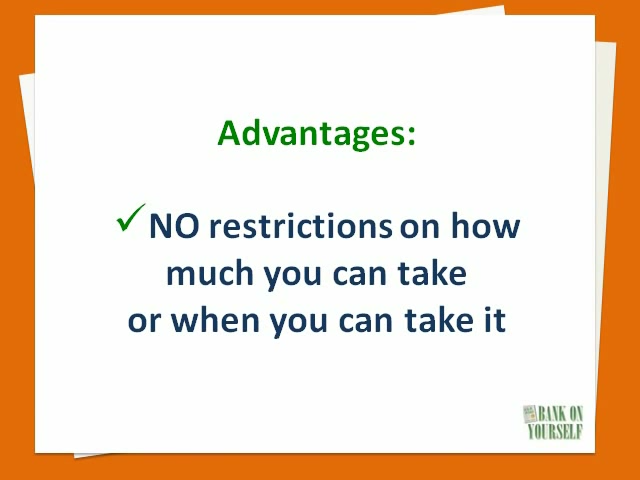 Advantages:
✓NO restrictions on how
much you can take
or when you can take it
BANK ON
YOURSELF